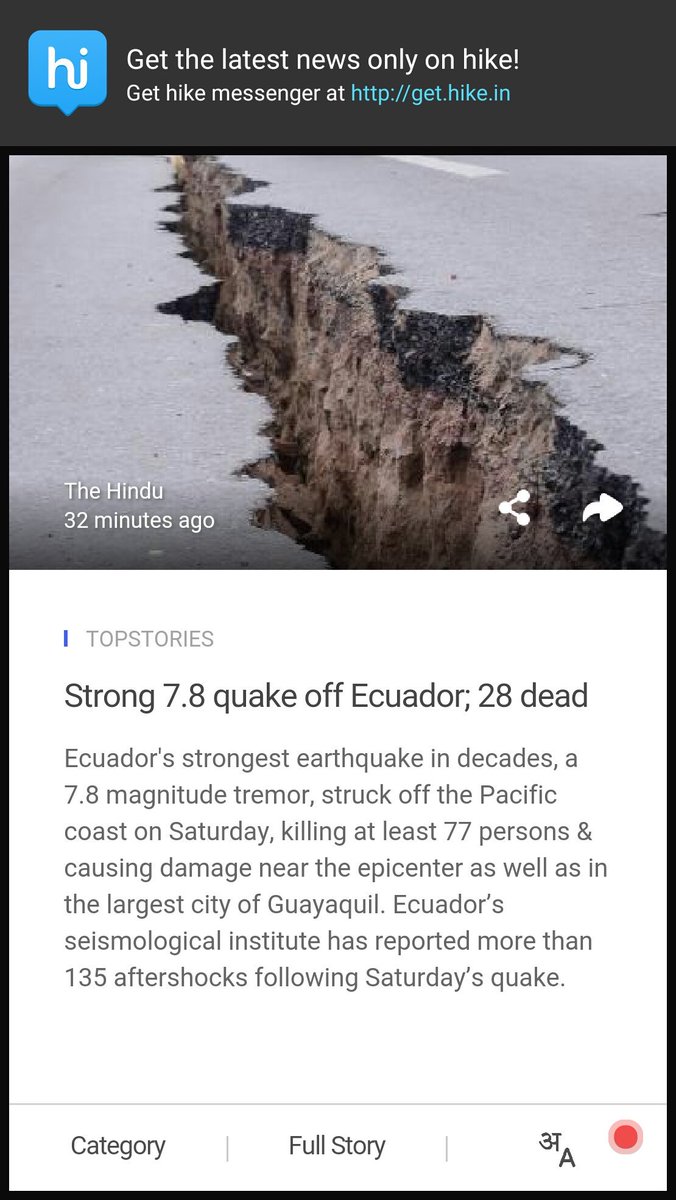 hi
Get the latest news only on hike!
Get hike messenger at http://get.hike.in
The Hindu
32 minutes ago
TOPSTORIES
Strong 7.8 quake off Ecuador; 28 dead
Ecuador's strongest earthquake in decades, a
7.8 magnitude tremor, struck off the Pacific
coast on Saturday, killing at least 77 persons &
causing damage near the epicenter as well as in
the largest city of Guayaquil. Ecuador’s
seismological institute has reported more than
135 aftershocks following Saturday’s quake.
Category | Full Story | अ A